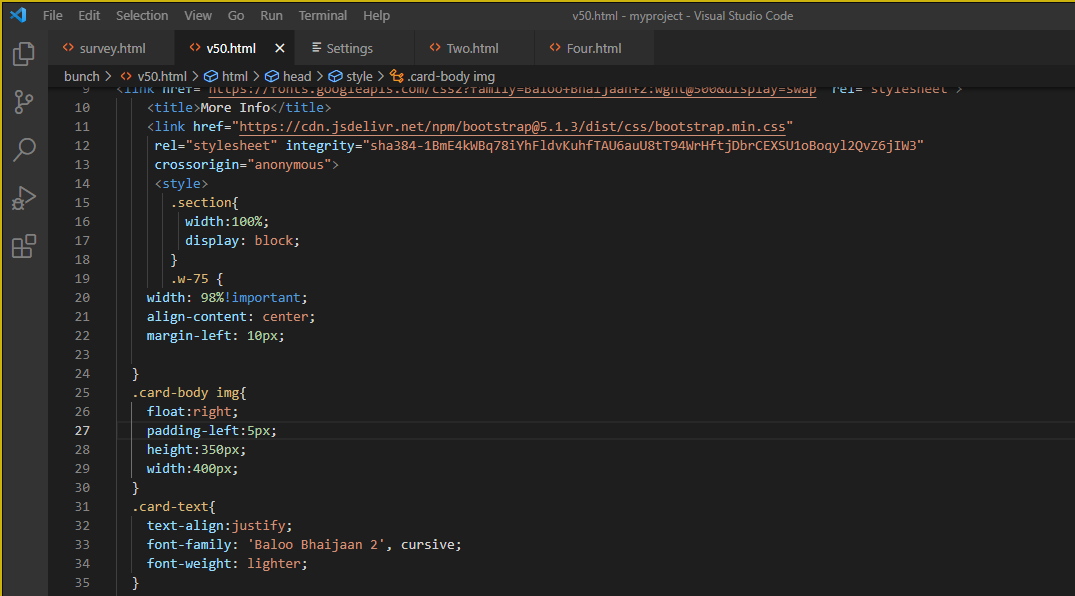 File Edit Selection View Go Run Terminal Help v50.html - myproject - Visual Studio Code
survey.html v50.html Settings Two.html Four.html
bunch > v50.html > html > head > style > .card-body img
9 <link href="https://fonts.googleapis.com/css2?family=Baloo+Bhaijaan+2:wght@500&display=swap" rel="stylesheet">
10 <title>More Info</title>
11 <link href="https://cdn.jsdelivr.net/npm/bootstrap@5.1.3/dist/css/bootstrap.min.css"
12 rel="stylesheet" integrity="sha384-1BmE4kWBq78iYhFldvKuhfTAU6auU8tT94WrHftjDbrCEXSU1oBoqyl2QvZ6jIW3"
13 crossorigin="anonymous">
14 <style>
15 .section{
16 width:100%;
17 display: block;
18 }
19 .w-75 {
20 width: 98%!important;
21 align-content: center;
22 margin-left: 10px;
23
24 }
25 .card-body img{
26 float:right;
27 padding-left:5px;
28 height:350px;
29 width:400px;
30 }
31 .card-text{
32 text-align:justify;
33 font-family: 'Baloo Bhaijaan 2', cursive;
34 font-weight: lighter;
35 }